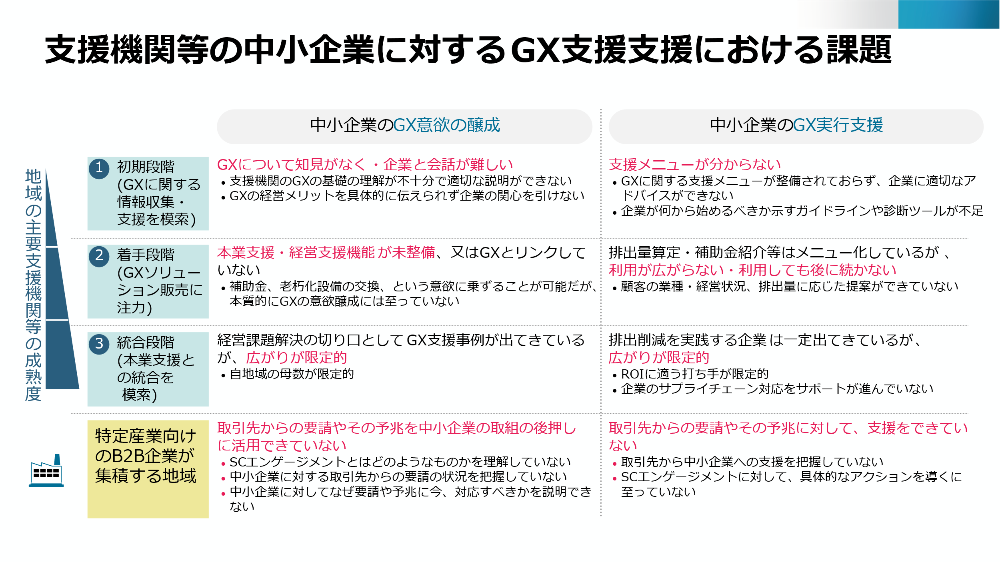 支援機関等の中小企業に対するGX支援支援における課題
中小企業のGX意欲の醸成
中小企業のGX実行支援
地域の主要支援機関等の成熟度
1
初期段階
(GXに関する
情報収集・
支援を模索)
GXについて知見がなく・企業と会話が難しい
• 支援機関のGXの基礎の理解が不十分で適切な説明ができない
• GXの経営メリットを具体的に伝えられず企業の関心を引けない
支援メニューが分からない
• GXに関する支援メニューが整備されておらず、企業に適切なア
ドバイスができない
• 企業が何から始めるべきか示すガイドラインや診断ツールが不足
2
着手段階
(GXソリュー
ション販売に
注力)
本業支援・経営支援機能が未整備、又はGXとリンクして
いない
• 補助金、老朽化設備の交換、という意欲に乗ずることが可能だが、
本質的にGXの意欲醸成には至っていない
排出量算定・補助金紹介等はメニュー化しているが、
利用が広がらない・利用しても後に続かない
• 顧客の業種・経営状況、排出量に応じた提案ができていない
3
統合段階
(本業支援と
の統合を
模索)
経営課題解決の切り口としてGX支援事例が出てきている
が、広がりが限定的
• 自地域の母数が限定的
排出削減を実践する企業は一定出てきているが、
広がりが限定的
• ROIに適う打ち手が限定的
• 企業のサプライチェーン対応をサポートが進んでいない
特定産業向け
のB2B企業が
集積する地域
取引先からの要請やその予兆を中小企業の取組の後押し
に活用できていない
• SCエンゲージメントとはどのようなものかを理解していない
• 中小企業に対する取引先からの要請の状況を把握していない
• 中小企業に対してなぜ要請や予兆に今、対応すべきかを説明でき
ない
取引先からの要請やその予兆に対して、支援をできてい
ない
• 取引先から中小企業への支援を把握していない
• SCエンゲージメントに対して、具体的なアクションを導くに
至っていない